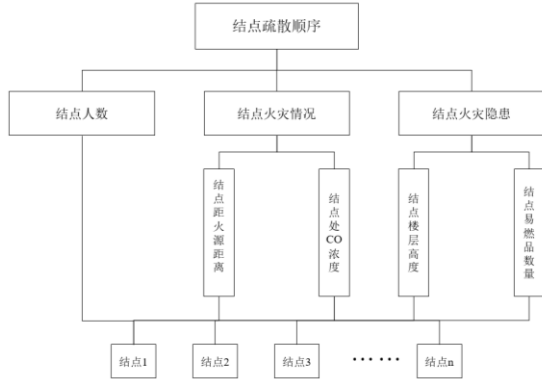 结点疏散顺序
结点人数
结点火灾情况
结点火灾隐患
结点距火源距离
结点处CO浓度
结点楼层高度
结点易燃品数量
结点1
结点2
结点3
……
结点n